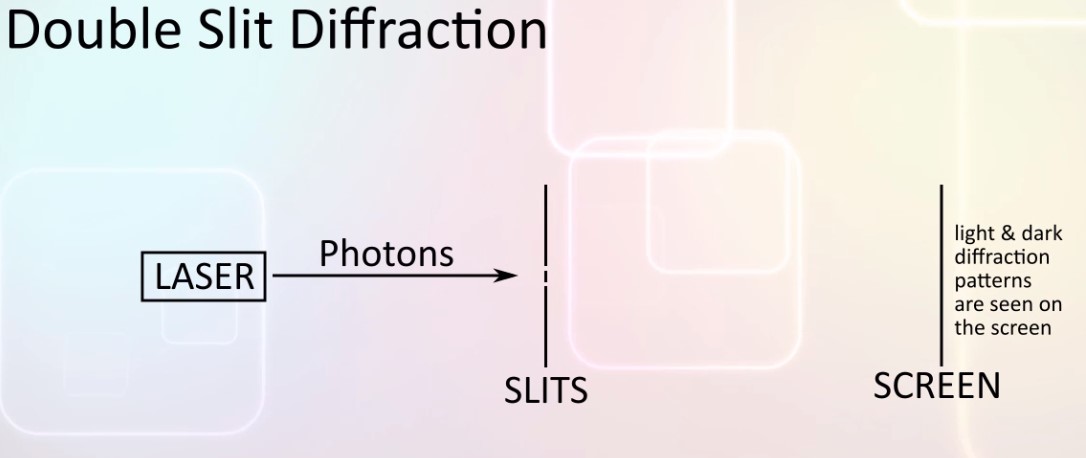 Double Slit Diffraction
LASER
Photons
SLITS
light & dark
diffraction
patterns
are seen on
the screen
SCREEN